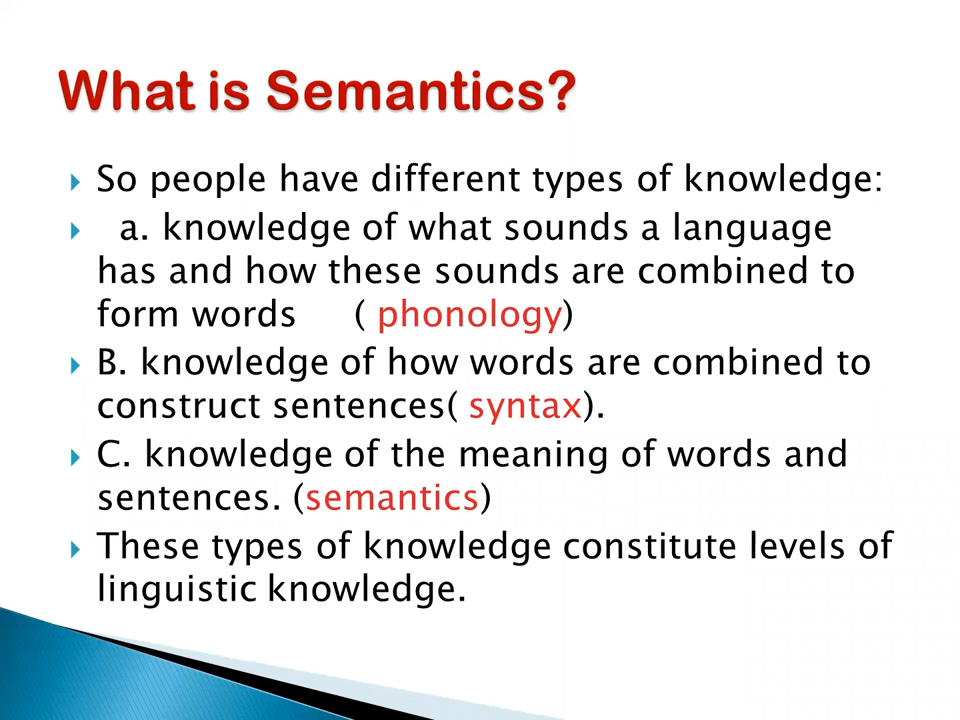 What is Semantics?
So people have different types of knowledge:
a. knowledge of what sounds a language
has and how these sounds are combined to
form words ( phonology)
B. knowledge of how words are combined to
construct sentences( syntax).
C. knowledge of the meaning of words and
sentences. (semantics)
These types of knowledge constitute levels of
linguistic knowledge.